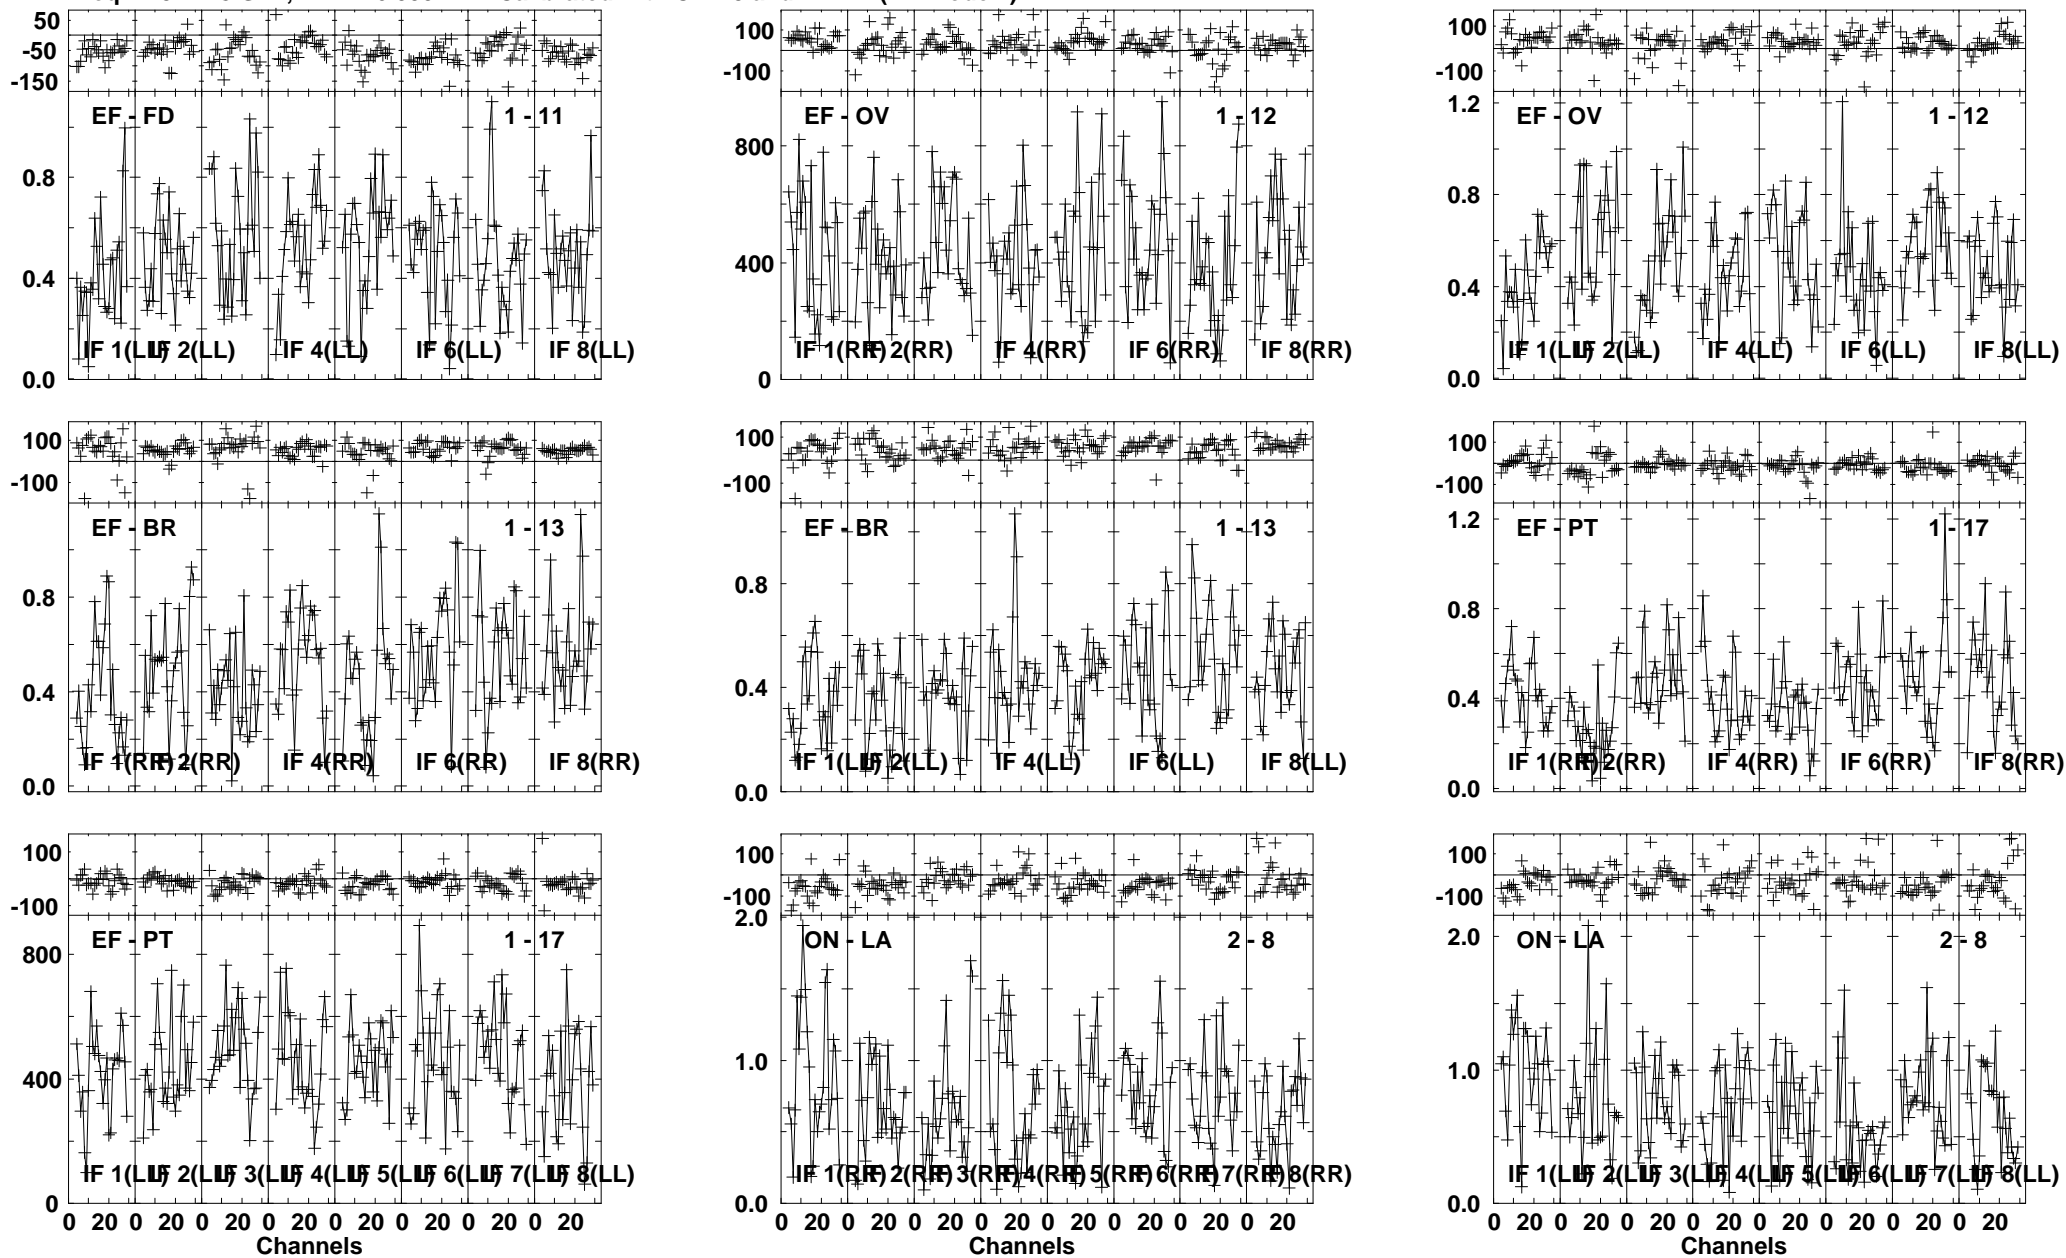 50
-50
-150
EF - FD 1 - 11
0.8
0.4
IF 1(LL) IF 2(LL) IF 4(LL) IF 6(LL) IF 8(LL)
0.0
100
-100
EF - OV 1 - 12
800
400
IF 1(RR) IF 2(RR) IF 4(RR) IF 6(RR) IF 8(RR)
0
100
-100
1.2
EF - OV 1 - 12
0.8
0.4
IF 1(LL) IF 2(LL) IF 4(LL) IF 6(LL) IF 8(LL)
0.0
100
-100
EF - BR 1 - 13
0.8
0.4
IF 1(RR) IF 2(RR) IF 4(RR) IF 6(RR) IF 8(RR)
0.0
100
-100
EF - BR 1 - 13
0.8
0.4
IF 1(LL) IF 2(LL) IF 4(LL) IF 6(LL) IF 8(LL)
0.0
100
-100
1.2
EF - PT 1 - 17
0.8
0.4
IF 1(RR) IF 2(RR) IF 4(RR) IF 6(RR) IF 8(RR)
0.0
100
-100
EF - PT 1 - 17
800
400
IF 1(LL) IF 2(LL) IF 3(LL) IF 4(LL) IF 5(LL) IF 6(LL) IF 7(LL) IF 8(LL)
0
0 20 0 20 0 20 0 20 0 20 0 20 0 20 0 20
Channels
100
-100
2.0
ON - LA 2 - 8
1.0
IF 1(RR) IF 2(RR) IF 3(RR) IF 4(RR) IF 5(RR) IF 6(RR) IF 7(RR) IF 8(RR)
0.0
0 20 0 20 0 20 0 20 0 20 0 20 0 20 0 20
Channels
100
-100
ON - LA 2 - 8
2.0
1.0
IF 1(LL) IF 2(LL) IF 3(LL) IF 4(LL) IF 5(LL) IF 6(LL) IF 7(LL) IF 8(LL)
0.0
0 20 0 20 0 20 0 20 0 20 0 20 0 20 0 20
Channels